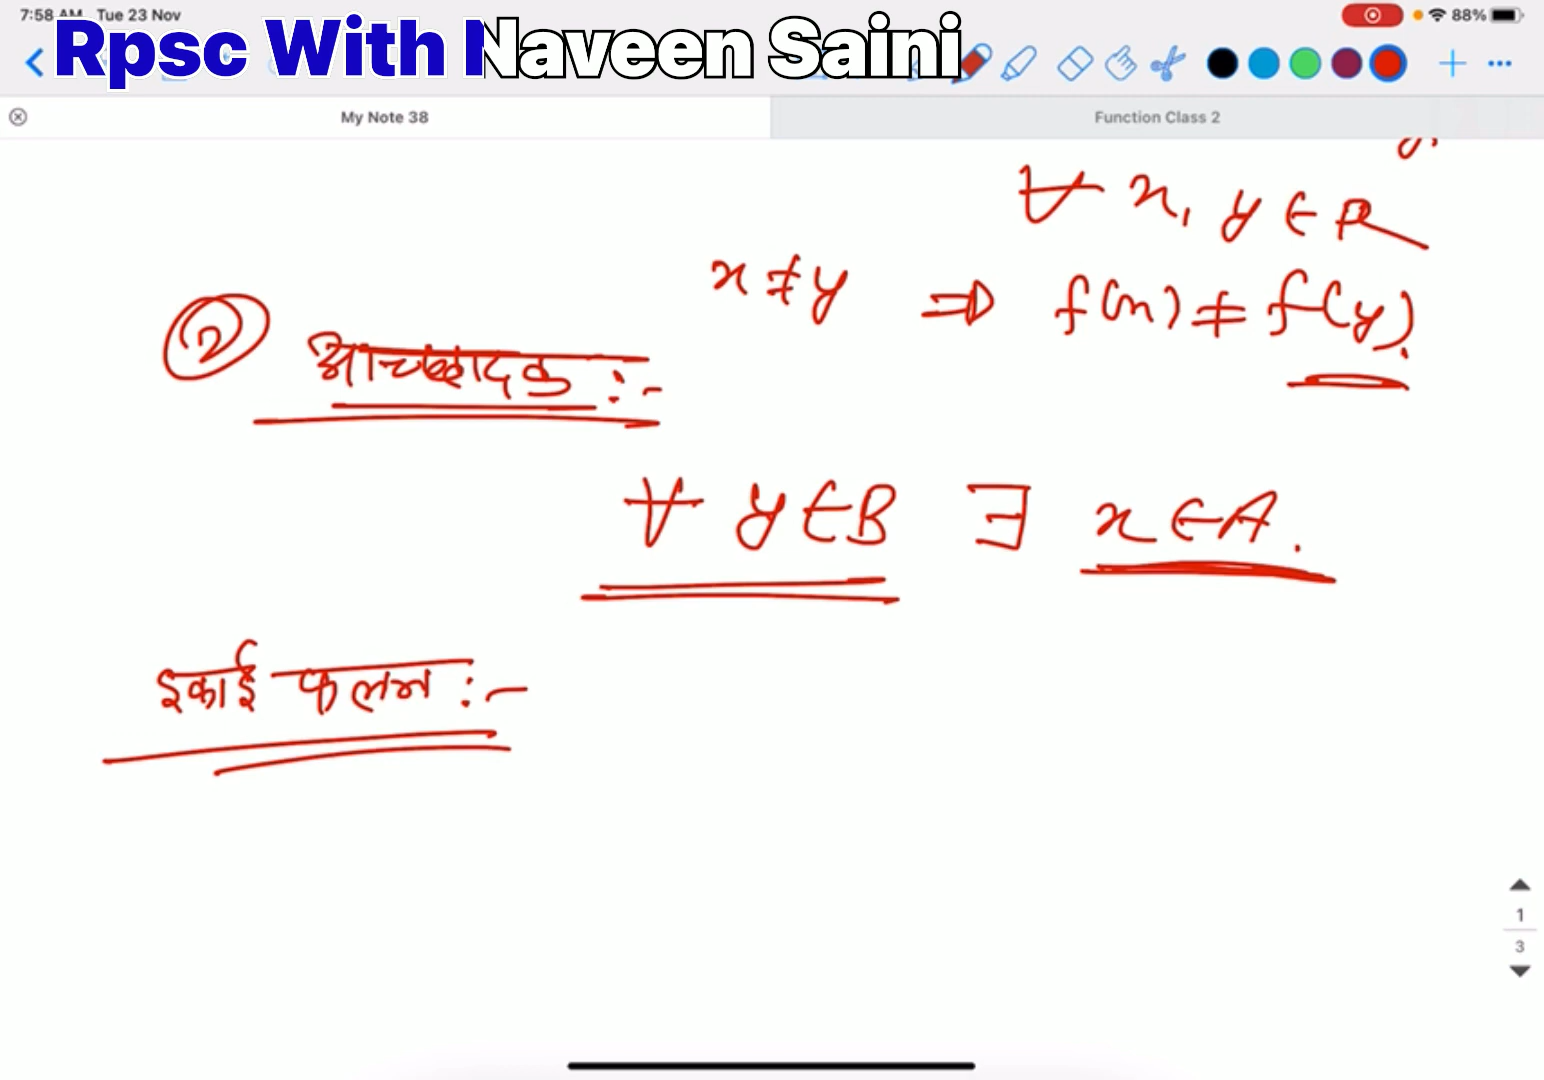 7:58 AM Tue 23 Nov
88%
Rpsc With Naveen Saini
My Note 38
Function Class 2
∀ x, y ∈ R
x ≠ y ⇒ f(x) ≠ f(y).
② आच्छादक :-
∀ y ∈ B ∃ x ∈ A.
इकाई फलन :-
1
3